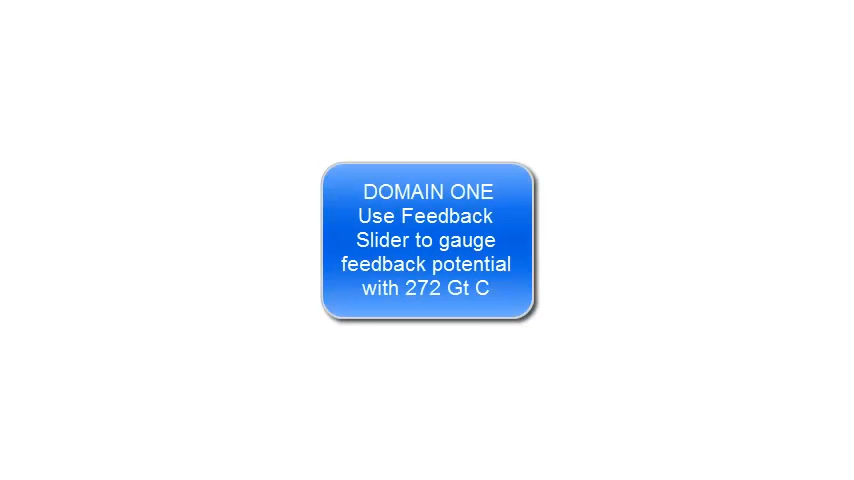 DOMAIN ONE
Use Feedback
Slider to gauge
feedback potential
with 272 Gt C